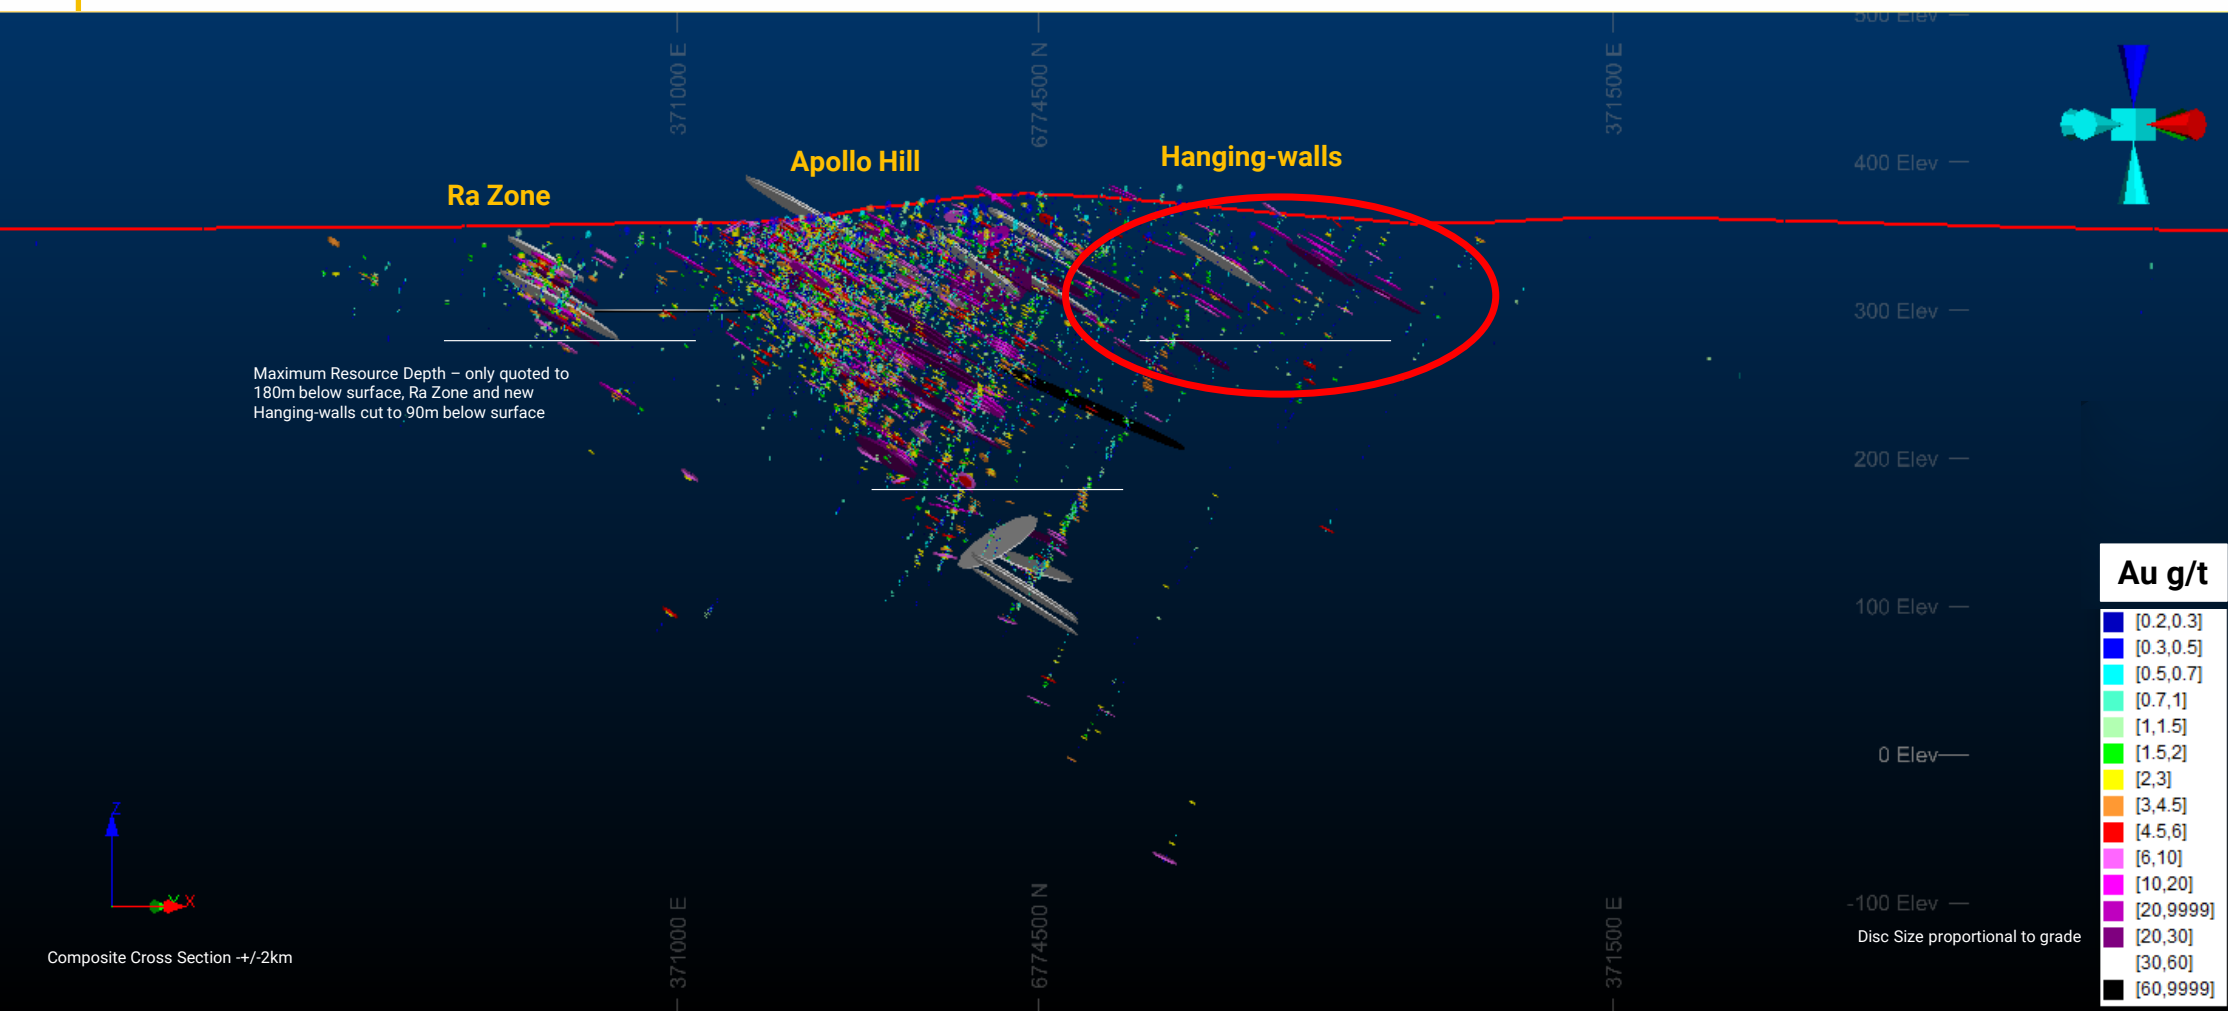 500 Elev
371000 E
6774500 N
371500 E
Apollo Hill
Hanging-walls
400 Elev
Ra Zone
300 Elev
Maximum Resource Depth – only quoted to
180m below surface, Ra Zone and new
Hanging-walls cut to 90m below surface
200 Elev
Au g/t
100 Elev
[0.2,0.3]
[0.3,0.5]
[0.5,0.7]
[0.7,1]
[1,1.5]
[1.5,2]
[2,3]
[3,4.5]
[4.5,6]
[6,10]
[10,20]
[20,9999]
[20,30]
[30,60]
[60,9999]
0 Elev
-100 Elev
Z
Y X
371000 E
6774500 N
371500 E
Disc Size proportional to grade
Composite Cross Section -+/-2km